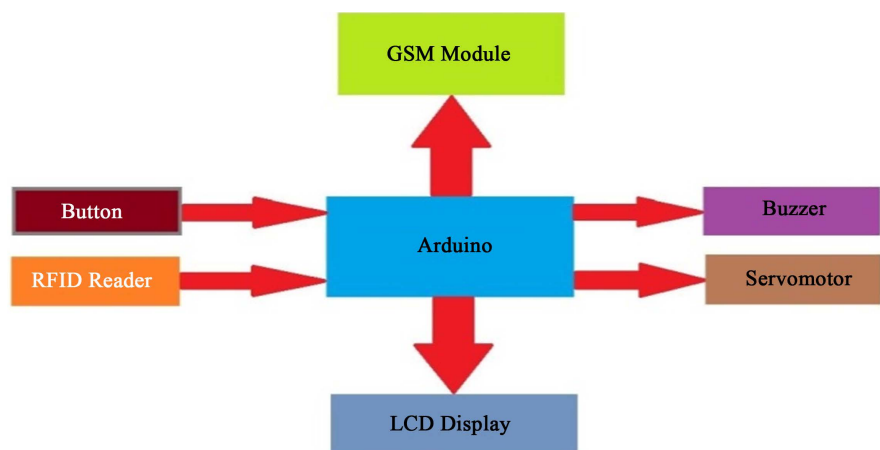 GSM Module
Button
Arduino
Buzzer
RFID Reader
Servomotor
LCD Display